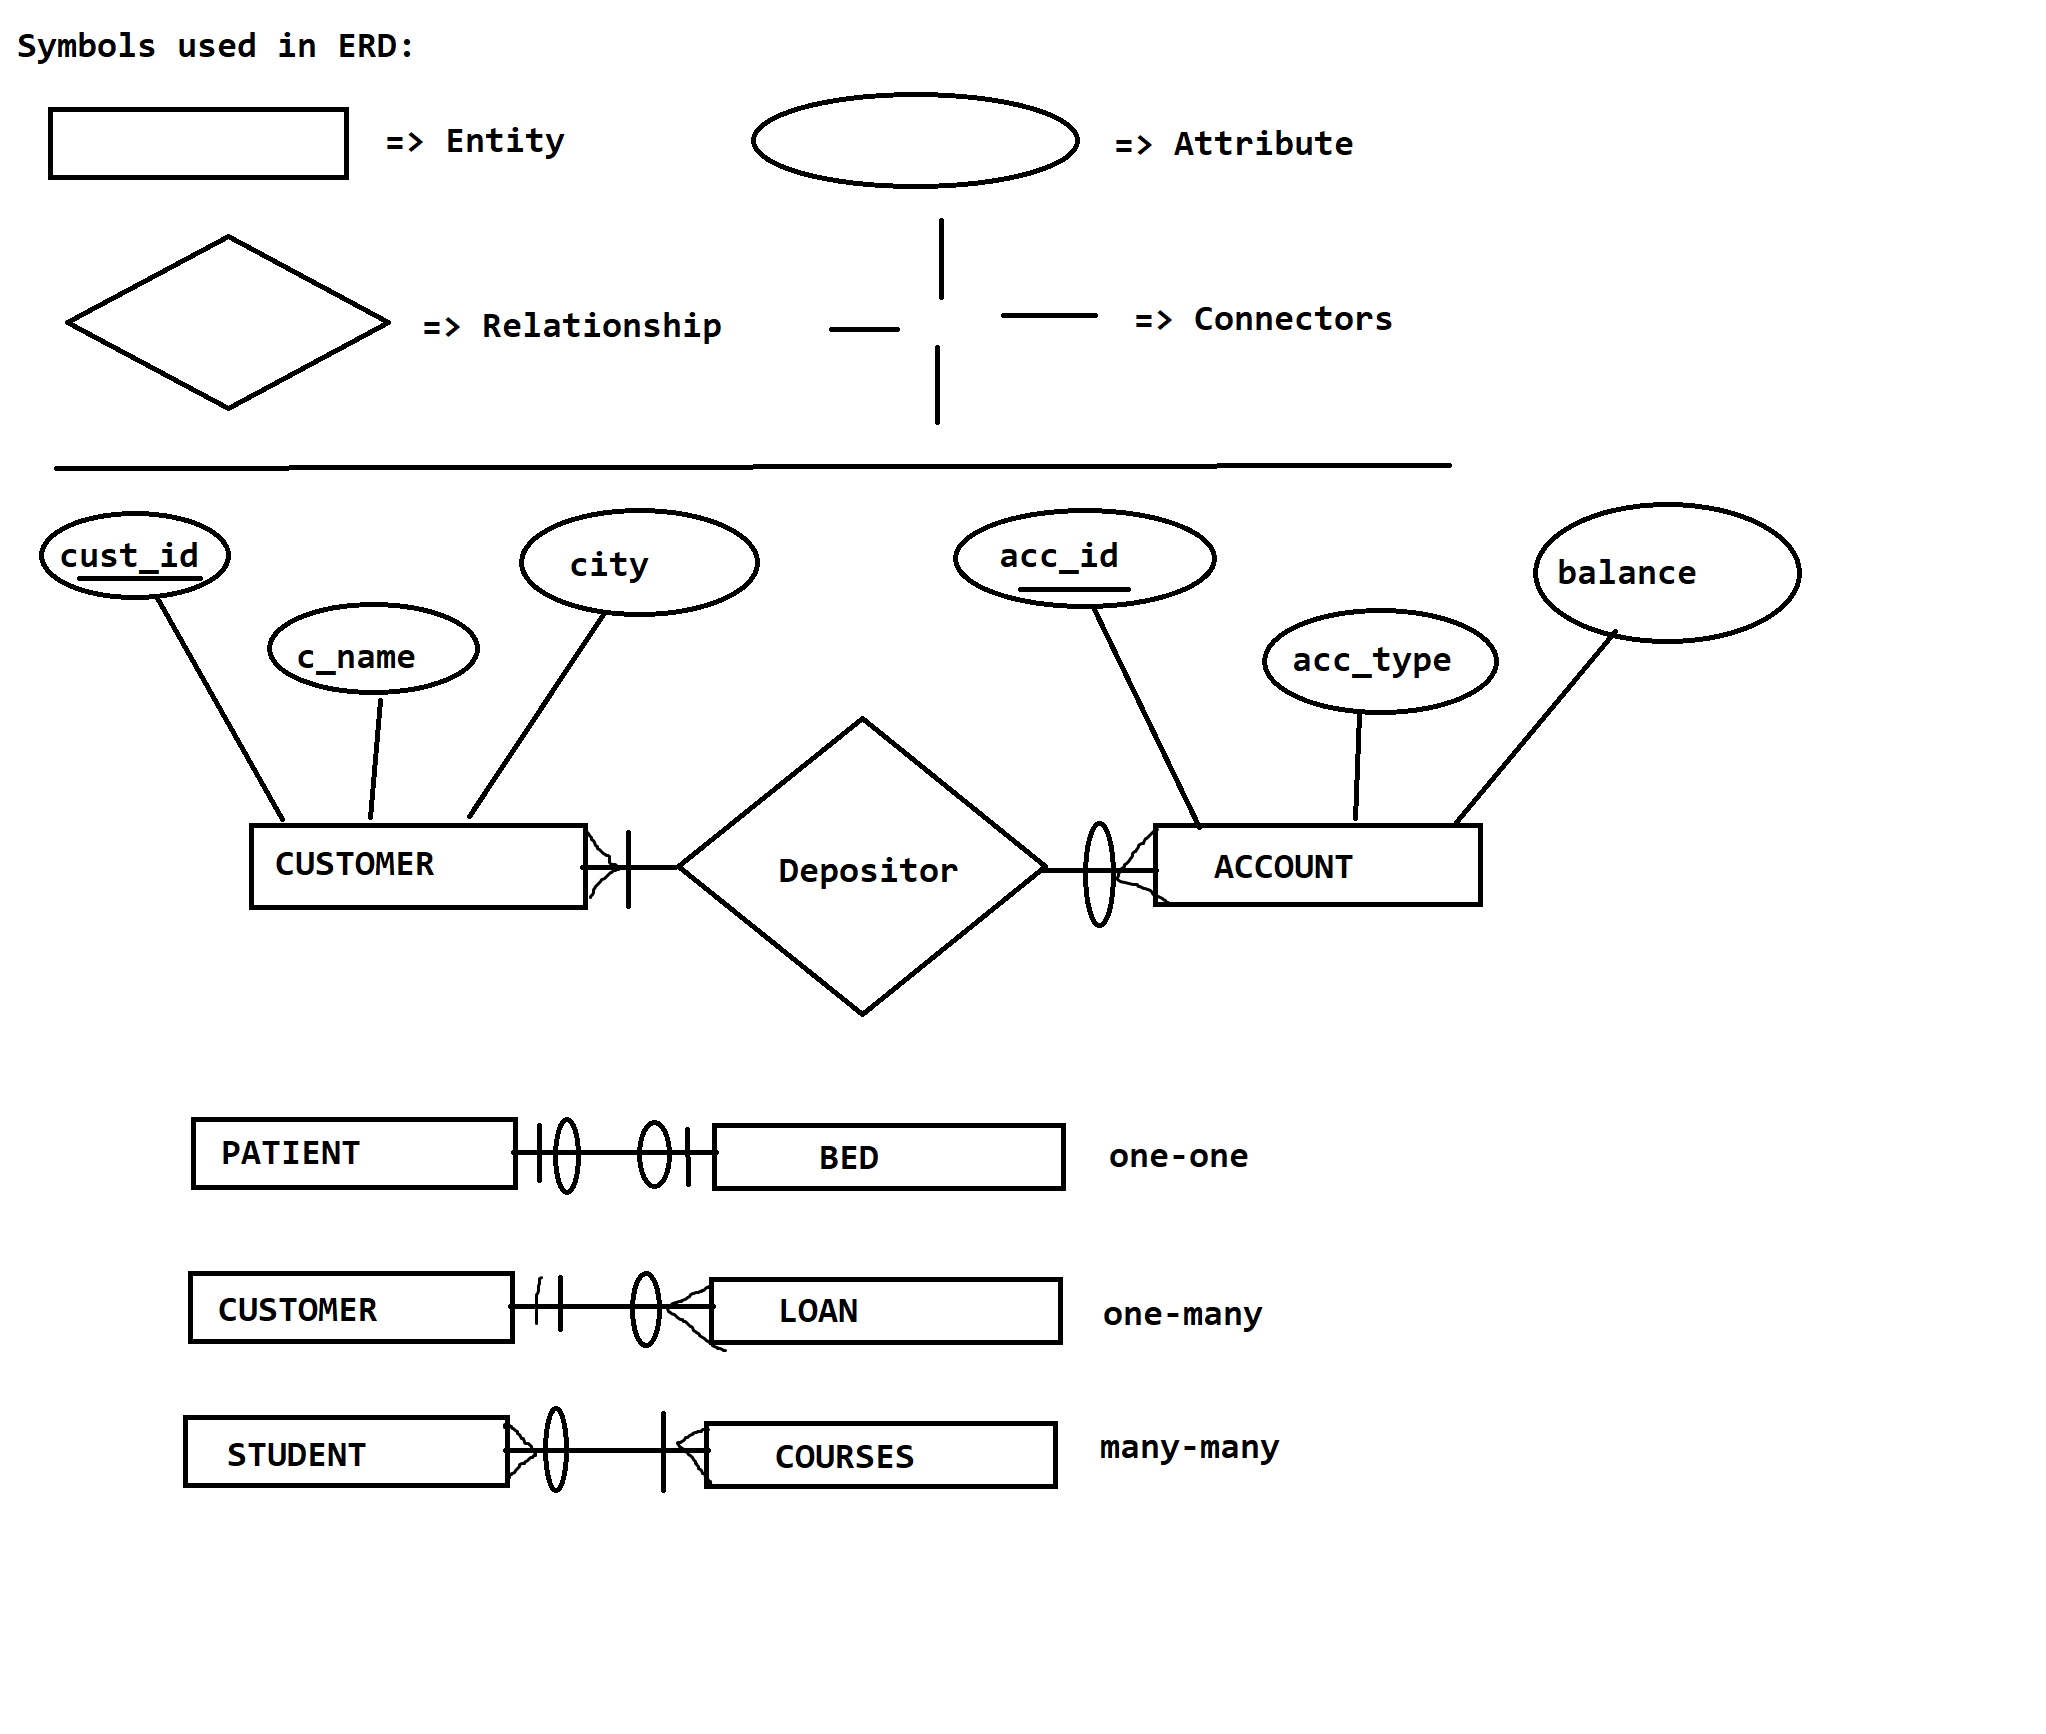 Symbols used in ERD:
=> Entity
=> Attribute
=> Relationship
=> Connectors
cust_id
city
acc_id
balance
c_name
acc_type
CUSTOMER
Depositor
ACCOUNT
PATIENT
BED
one-one
CUSTOMER
LOAN
one-many
STUDENT
COURSES
many-many